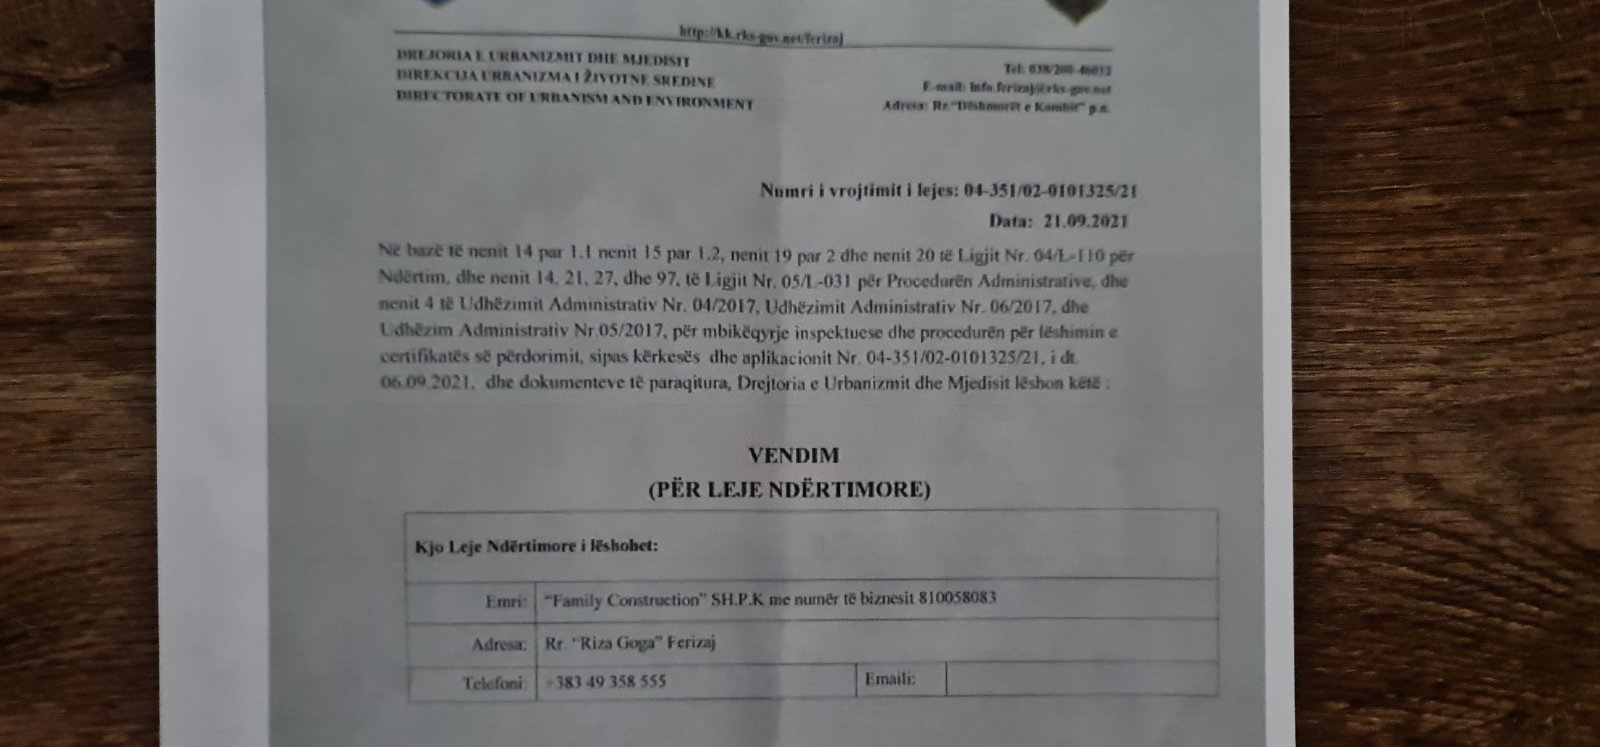 http://kk.rks-gov.net/ferizaj
DREJORIA E URBANIZMIT DHE MJEDISIT
DIREKCIJA URBANIZMA I ŽIVOTNE SREDINE
DIRECTORATE OF URBANISM AND ENVIRONMENT
Tel: 038/200-46012
E-mail: Info.ferizaj@rks-gov.net
Adresa: Rr."Dëshmorët e Kombit" p.n.
Numri i vrojtimit i lejes: 04-351/02-0101325/21
Data: 21.09.2021
Në bazë të nenit 14 par 1.1 nenit 15 par 1.2, nenit 19 par 2 dhe nenit 20 të Ligjit Nr. 04/L-110 për
Ndërtim, dhe nenit 14, 21, 27, dhe 97, të Ligjit Nr. 05/L-031 për Procedurën Administrative, dhe
nenit 4 të Udhëzimit Administrativ Nr. 04/2017, Udhëzimit Administrativ Nr. 06/2017, dhe
Udhëzim Administrativ Nr.05/2017, për mbikëqyrje inspektuese dhe procedurën për lëshimin e
certifikatës së përdorimit, sipas kërkesës dhe aplikacionit Nr. 04-351/02-0101325/21, i dt.
06.09.2021, dhe dokumenteve të paraqitura, Drejtoria e Urbanizmit dhe Mjedisit lëshon këtë :
VENDIM
(PËR LEJE NDËRTIMORE)
Kjo Leje Ndërtimore i lëshohet:
Emri: "Family Construction" SH.P.K me numër të biznesit 810058083
Adresa: Rr. "Riza Goga" Ferizaj
Telefoni: +383 49 358 555 Emaili: